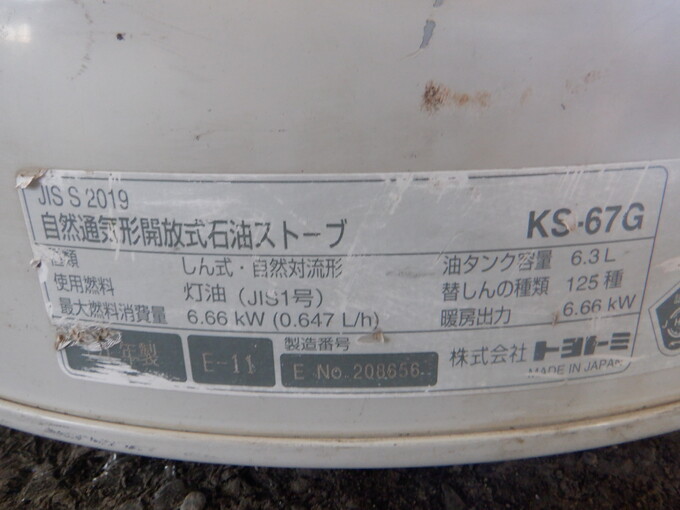 JIS S 2019
自然通気形開放式石油ストーブ KS-67G
種類 しん式・自然対流形 油タンク容量 6.3 L
使用燃料 灯油（JIS1号） 替しんの種類 125 種
最大燃料消費量 6.66 kW (0.647 L/h) 暖房出力 6.66 kW
年製 E-11 製造番号 E No.208656 株式会社 トヨトミ
MADE IN JAPAN